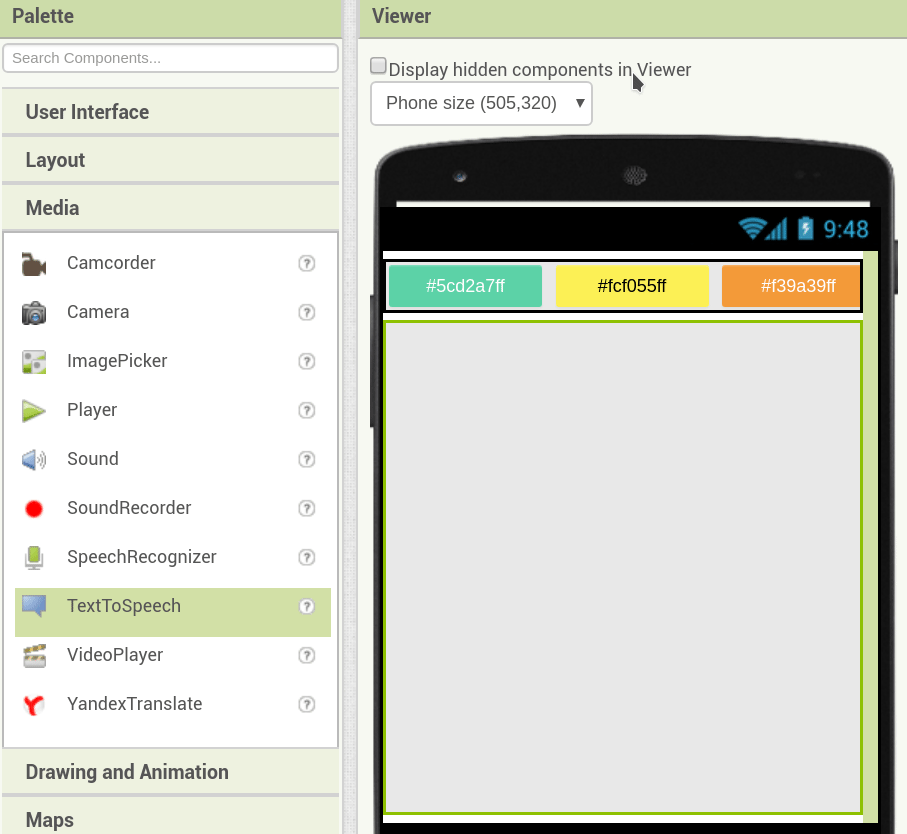 Palette
Search Components...
User Interface
Layout
Media
Camcorder
Camera
ImagePicker
Player
Sound
SoundRecorder
SpeechRecognizer
TextToSpeech
VideoPlayer
YandexTranslate
Drawing and Animation
Maps
Viewer
Display hidden components in Viewer
Phone size (505,320)
9:48
#5cd2a7ff #fcf055ff #f39a39ff